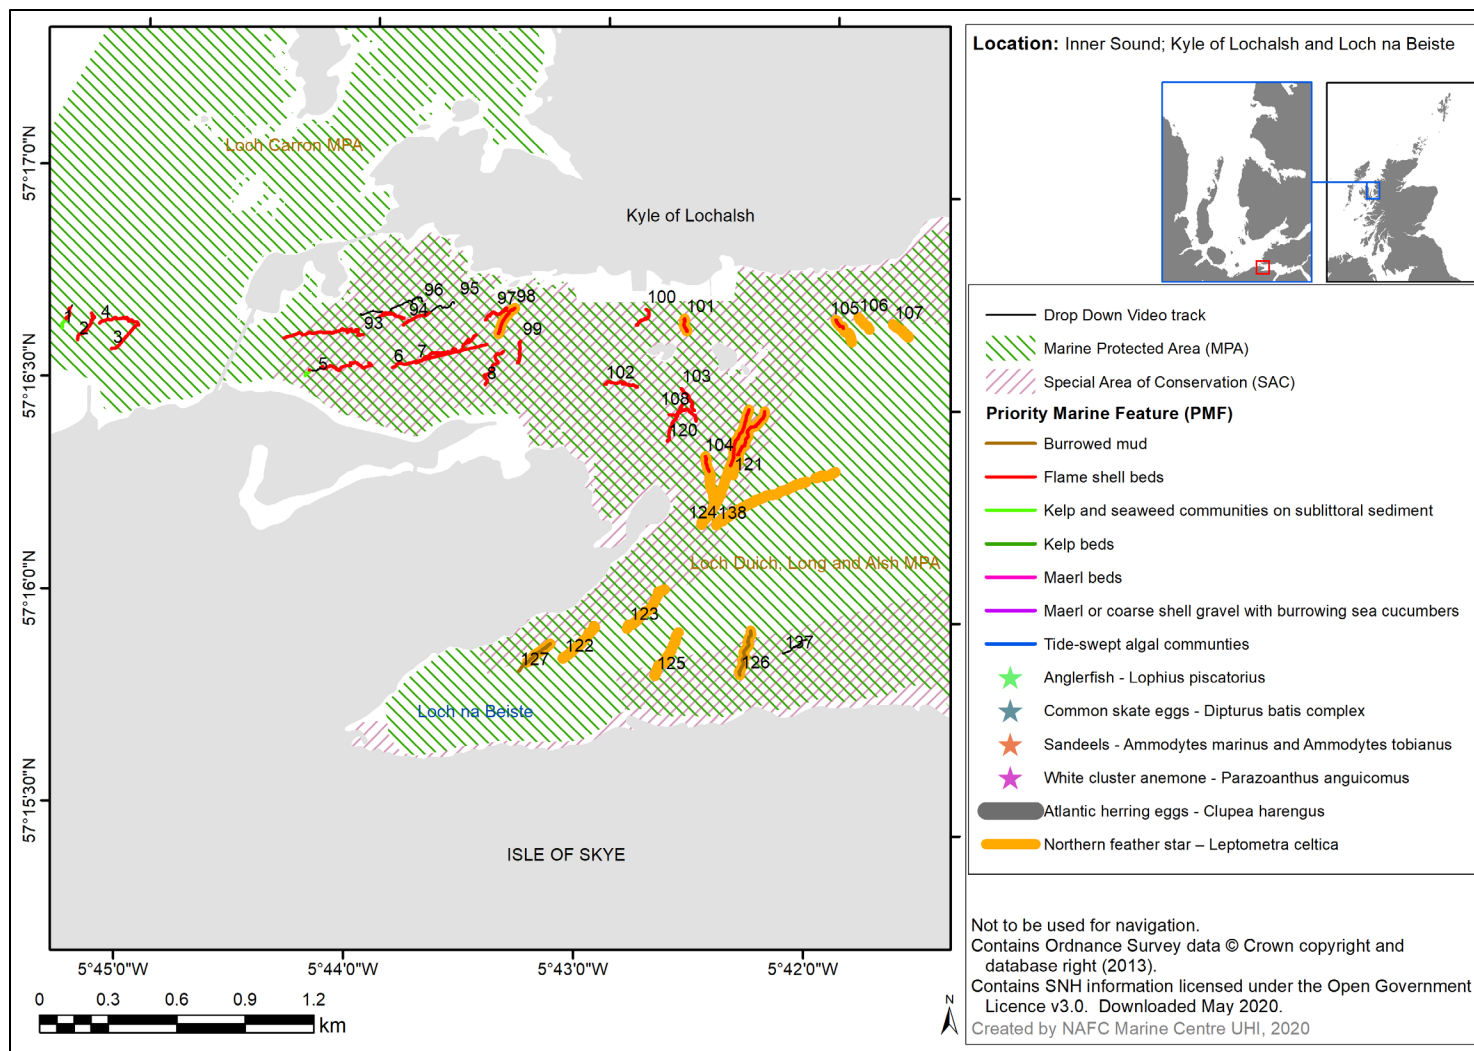 Location: Inner Sound; Kyle of Lochalsh and Loch na Beiste
57°17'0"N
57°16'30"N
57°16'0"N
57°15'30"N
Loch Carron MPA
Kyle of Lochalsh
96
95
1
4
2
3
93
94
97
98
99
100
101
105
106
107
5
6
7
8
102
103
108
120
104
121
124
138
Loch Duich, Long and Alsh MPA
123
122
127
125
126
137
Loch na Beiste
ISLE OF SKYE
5°45'0"W
5°44'0"W
5°43'0"W
5°42'0"W
0 0.3 0.6 0.9 1.2
km
N
Drop Down Video track
Marine Protected Area (MPA)
Special Area of Conservation (SAC)
Priority Marine Feature (PMF)
Burrowed mud
Flame shell beds
Kelp and seaweed communities on sublittoral sediment
Kelp beds
Maerl beds
Maerl or coarse shell gravel with burrowing sea cucumbers
Tide-swept algal communties
Anglerfish - Lophius piscatorius
Common skate eggs - Dipturus batis complex
Sandeels - Ammodytes marinus and Ammodytes tobianus
White cluster anemone - Parazoanthus anguicomus
Atlantic herring eggs - Clupea harengus
Northern feather star – Leptometra celtica
Not to be used for navigation.
Contains Ordnance Survey data © Crown copyright and
database right (2013).
Contains SNH information licensed under the Open Government
Licence v3.0. Downloaded May 2020.
Created by NAFC Marine Centre UHI, 2020